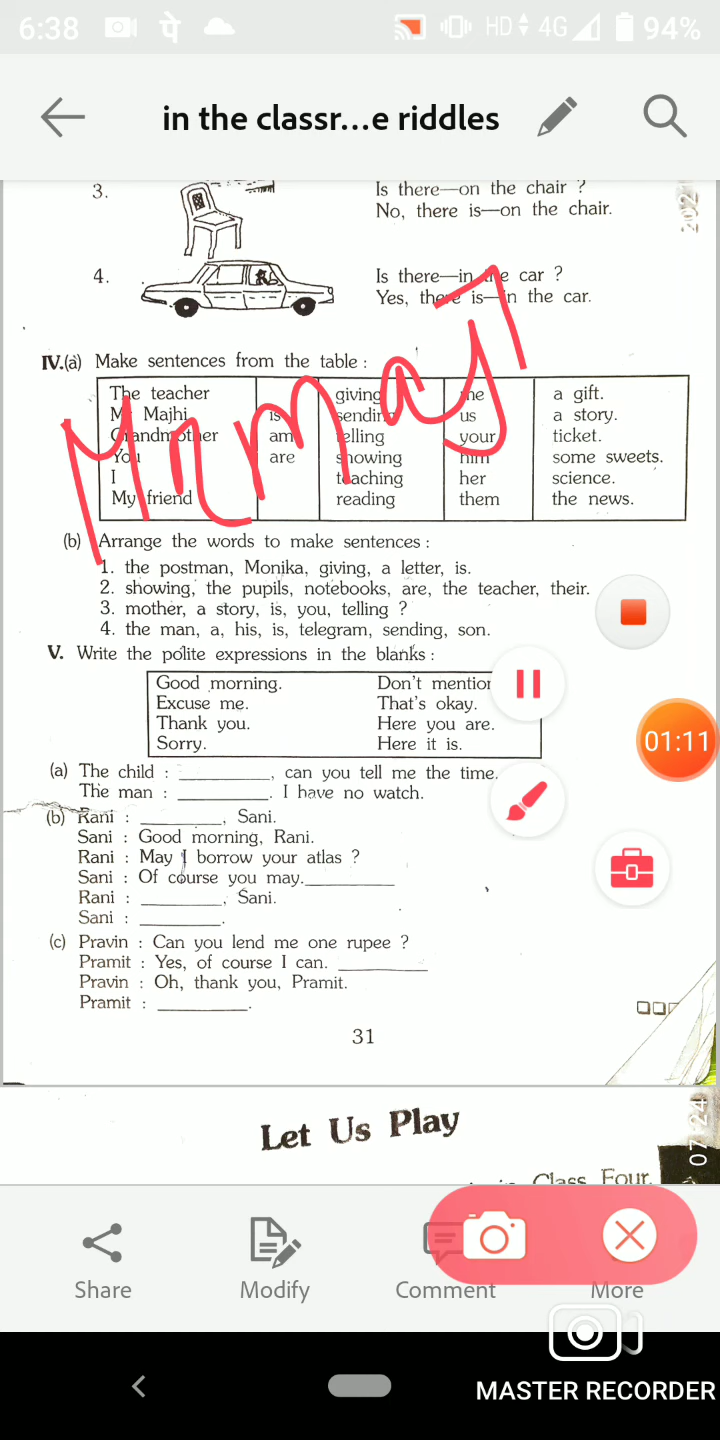 6:38 HD 4G 94%
in the classr...e riddles
3.
Is there—on the chair ?
No, there is—on the chair.
4.
Is there—in the car ?
Yes, there is—in the car.
IV.(a) Make sentences from the table :
The teacher giving me a gift.
Mr Majhi is sending us a story.
Grandmother am telling your ticket.
You are showing him some sweets.
I teaching her science.
My friend reading them the news.
(b) Arrange the words to make sentences :
1. the postman, Monika, giving, a letter, is.
2. showing, the pupils, notebooks, are, the teacher, their.
3. mother, a story, is, you, telling ?
4. the man, a, his, is, telegram, sending, son.
V. Write the polite expressions in the blanks :
Good morning. Don't mention
Excuse me. That's okay.
Thank you. Here you are.
Sorry. Here it is.
01:11
(a) The child : ________, can you tell me the time.
The man : ________. I have no watch.
(b) Rani : ________, Sani.
Sani : Good morning, Rani.
Rani : May I borrow your atlas ?
Sani : Of course you may.________
Rani : ________, Sani.
Sani : ________.
(c) Pravin : Can you lend me one rupee ?
Pramit : Yes, of course I can. ________
Pravin : Oh, thank you, Pramit.
Pramit : ________.
31
Let Us Play
Class Four.
07 24
Share Modify Comment More
MASTER RECORDER